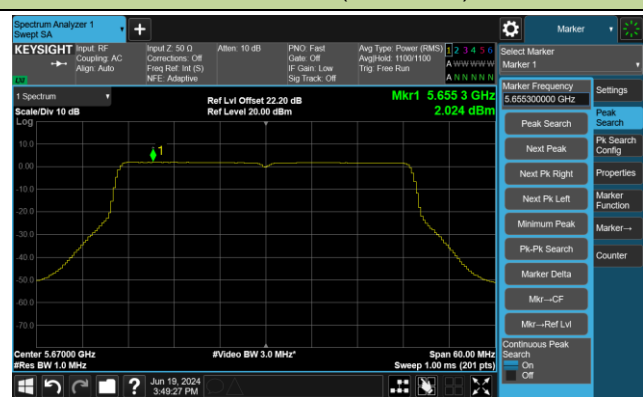 Spectrum Analyzer 1
Swept SA
Marker
KEYSIGHT
Input: RF
Coupling: AC
Align: Auto
Input Z: 50 Ω
Corrections: Off
Freq Ref: Int (S)
NFE: Adaptive
Atten: 10 dB
PNO: Fast
Gate: Off
IF Gain: Low
Sig Track: Off
Avg Type: Power (RMS)
Avg|Hold: 1100/1100
Trig: Free Run
1 2 3 4 5 6
A W W W W W
A N N N N N
LW
Select Marker
Marker 1
1 Spectrum
Scale/Div 10 dB
Log
Ref Lvl Offset 22.20 dB
Ref Level 20.00 dBm
Mkr1 5.655 3 GHz
2.024 dBm
10.0
0.00
-10.0
-20.0
-30.0
-40.0
-50.0
-60.0
-70.0
1
Center 5.67000 GHz
#Res BW 1.0 MHz
#Video BW 3.0 MHz*
Span 60.00 MHz
Sweep 1.00 ms (201 pts)
Marker Frequency
5.655300000 GHz
Peak Search
Next Peak
Next Pk Right
Next Pk Left
Minimum Peak
Pk-Pk Search
Marker Delta
Mkr→CF
Mkr→Ref Lvl
Continuous Peak
Search
On
Off
Settings
Peak
Search
Pk Search
Config
Properties
Marker
Function
Marker→
Counter
Jun 19, 2024
3:49:27 PM